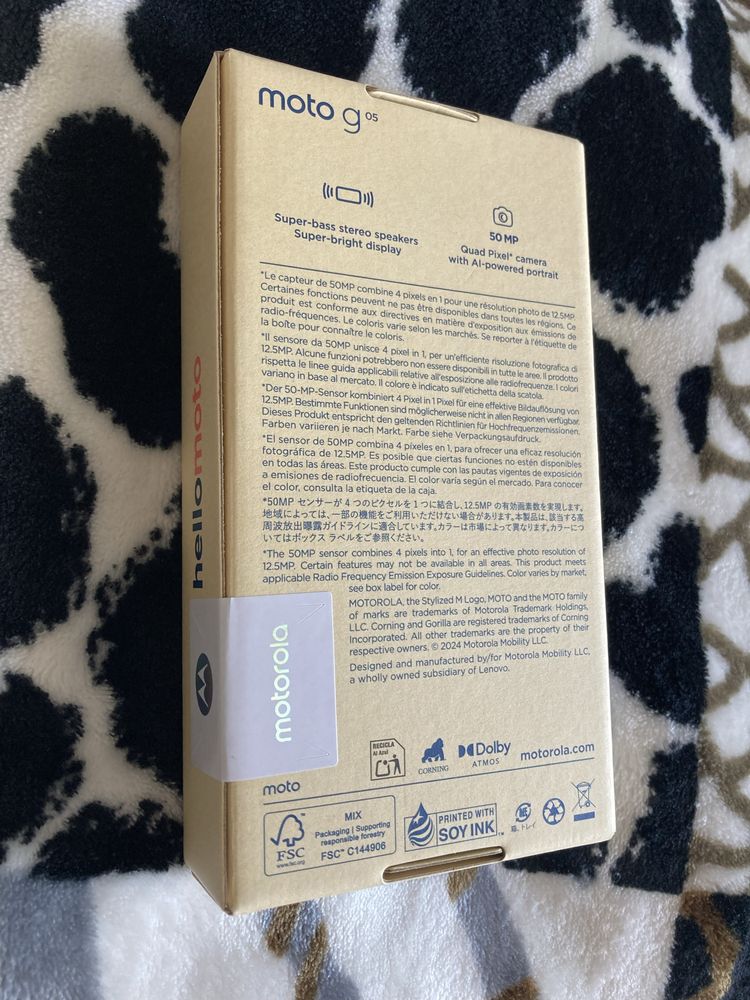 moto g 05
Super-bass stereo speakers
Super-bright display
50 MP
Quad Pixel* camera
with AI-powered portrait
*Le capteur de 50MP combine 4 pixels en 1 pour une résolution photo de 12.5MP.
Certaines fonctions peuvent ne pas être disponibles dans toutes les régions. Ce
produit est conforme aux directives en matière d'exposition aux émissions de
radio-fréquences. Le coloris varie selon les marchés. Se reporter à l'étiquette de
la boîte pour connaître le coloris.
*Il sensore da 50MP unisce 4 pixel in 1, per un'efficiente risoluzione fotografica di
12.5MP. Alcune funzioni potrebbero non essere disponibili in tutte le aree. Il prodotto
rispetta le linee guida applicabili relative all'esposizione alle radiofrequenze. I colori
variano in base al mercato. Il colore è indicato sull'etichetta della scatola.
*Der 50-MP-Sensor kombiniert 4 Pixel in 1 Pixel für eine effektive Bildauflösung von
12.5MP. Bestimmte Funktionen sind möglicherweise nicht in allen Regionen verfügbar.
Dieses Produkt entspricht den geltenden Richtlinien für Hochfrequenzemissionen.
Farben variieren je nach Markt. Farbe siehe Verpackungsaufdruck.
*El sensor de 50MP combina 4 píxeles en 1, para ofrecer una eficaz resolución
fotográfica de 12.5MP. Es posible que ciertas funciones no estén disponibles
en todas las áreas. Este producto cumple con las pautas vigentes de exposición
a emisiones de radiofrecuencia. El color varía según el mercado. Para conocer
el color, consulta la etiqueta de la caja.
*50MP センサーが 4 つのピクセルを 1 つに結合し、12.5MP の有効画素数を実現します。
地域によっては、一部の機能をご利用いただけない場合があります。本製品は、該当する高
周波放出曝露ガイドラインに適合しています。カラーは市場によって異なります。カラーにつ
いてはボックス ラベルをご参照ください。
*The 50MP sensor combines 4 pixels into 1, for an effective photo resolution of
12.5MP. Certain features may not be available in all areas. This product meets
applicable Radio Frequency Emission Exposure Guidelines. Color varies by market,
see box label for color.
MOTOROLA, the Stylized M Logo, MOTO and the MOTO family
of marks are trademarks of Motorola Trademark Holdings,
LLC. Corning and Gorilla are registered trademarks of Corning
Incorporated. All other trademarks are the property of their
respective owners. © 2024 Motorola Mobility LLC.
Designed and manufactured by/for Motorola Mobility LLC,
a wholly owned subsidiary of Lenovo.
hellomoto
motorola
RECICLA
Al Azul
CORNING
Dolby
ATMOS
motorola.com
moto
FSC
www.fsc.org
MIX
Packaging | Supporting
responsible forestry
FSC™ C144906
PRINTED WITH
SOY INK™
箱、トレイ